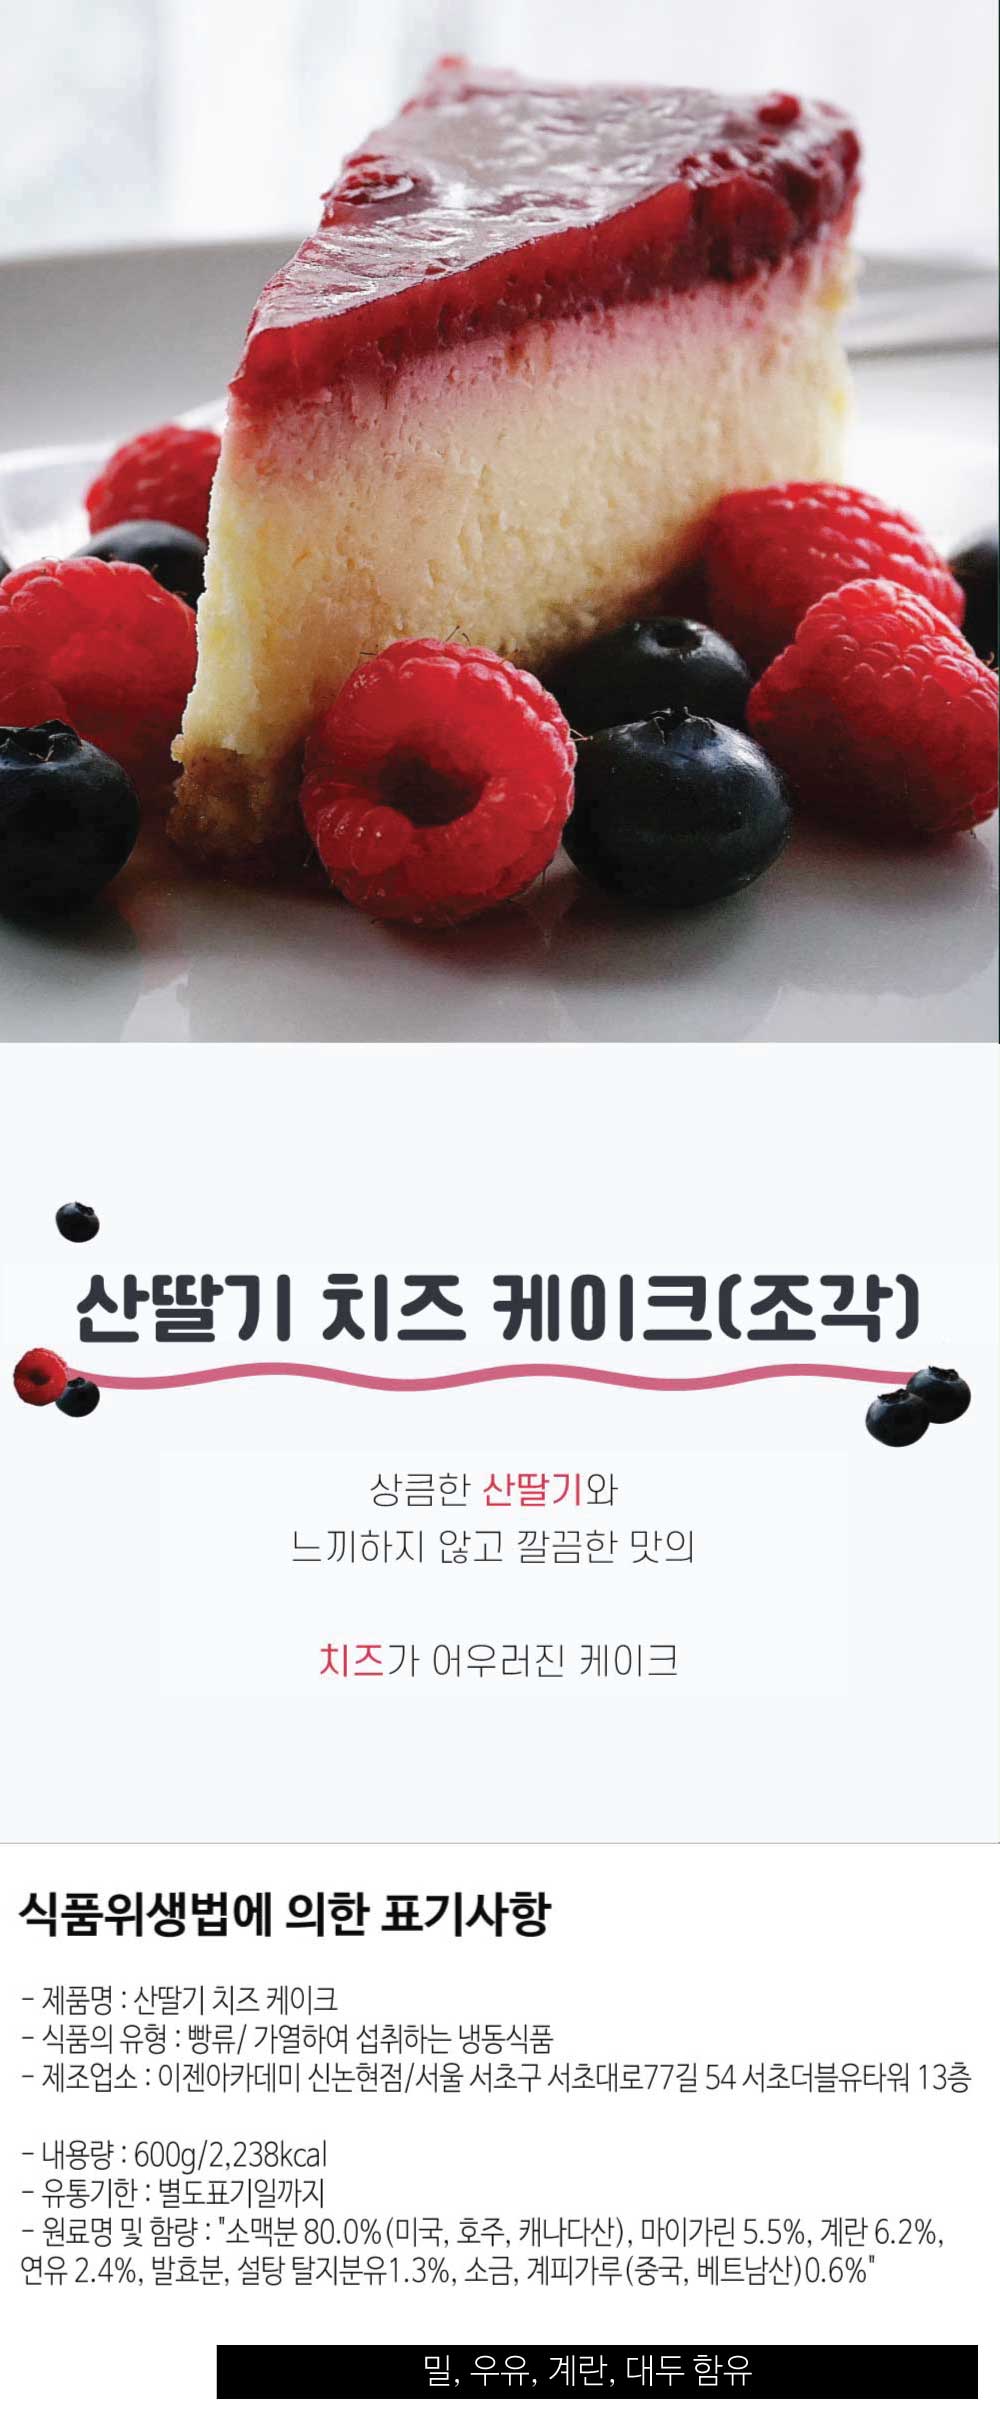 산딸기 치즈 케이크(조각)
상큼한 산딸기와
느끼하지 않고 깔끔한 맛의
치즈가 어우러진 케이크
식품위생법에 의한 표기사항
- 제품명 : 산딸기 치즈 케이크
- 식품의 유형 : 빵류/ 가열하여 섭취하는 냉동식품
- 제조업소 : 이젠아카데미 신논현점/서울 서초구 서초대로77길 54 서초더블유타워 13층
- 내용량 : 600g/2,238kcal
- 유통기한 : 별도표기일까지
- 원료명 및 함량 : "소맥분 80.0%(미국, 호주, 캐나다산), 마이가린 5.5%, 계란 6.2%,
연유 2.4%, 발효분, 설탕 탈지분유1.3%, 소금, 계피가루(중국, 베트남산)0.6%"
밀, 우유, 계란, 대두 함유